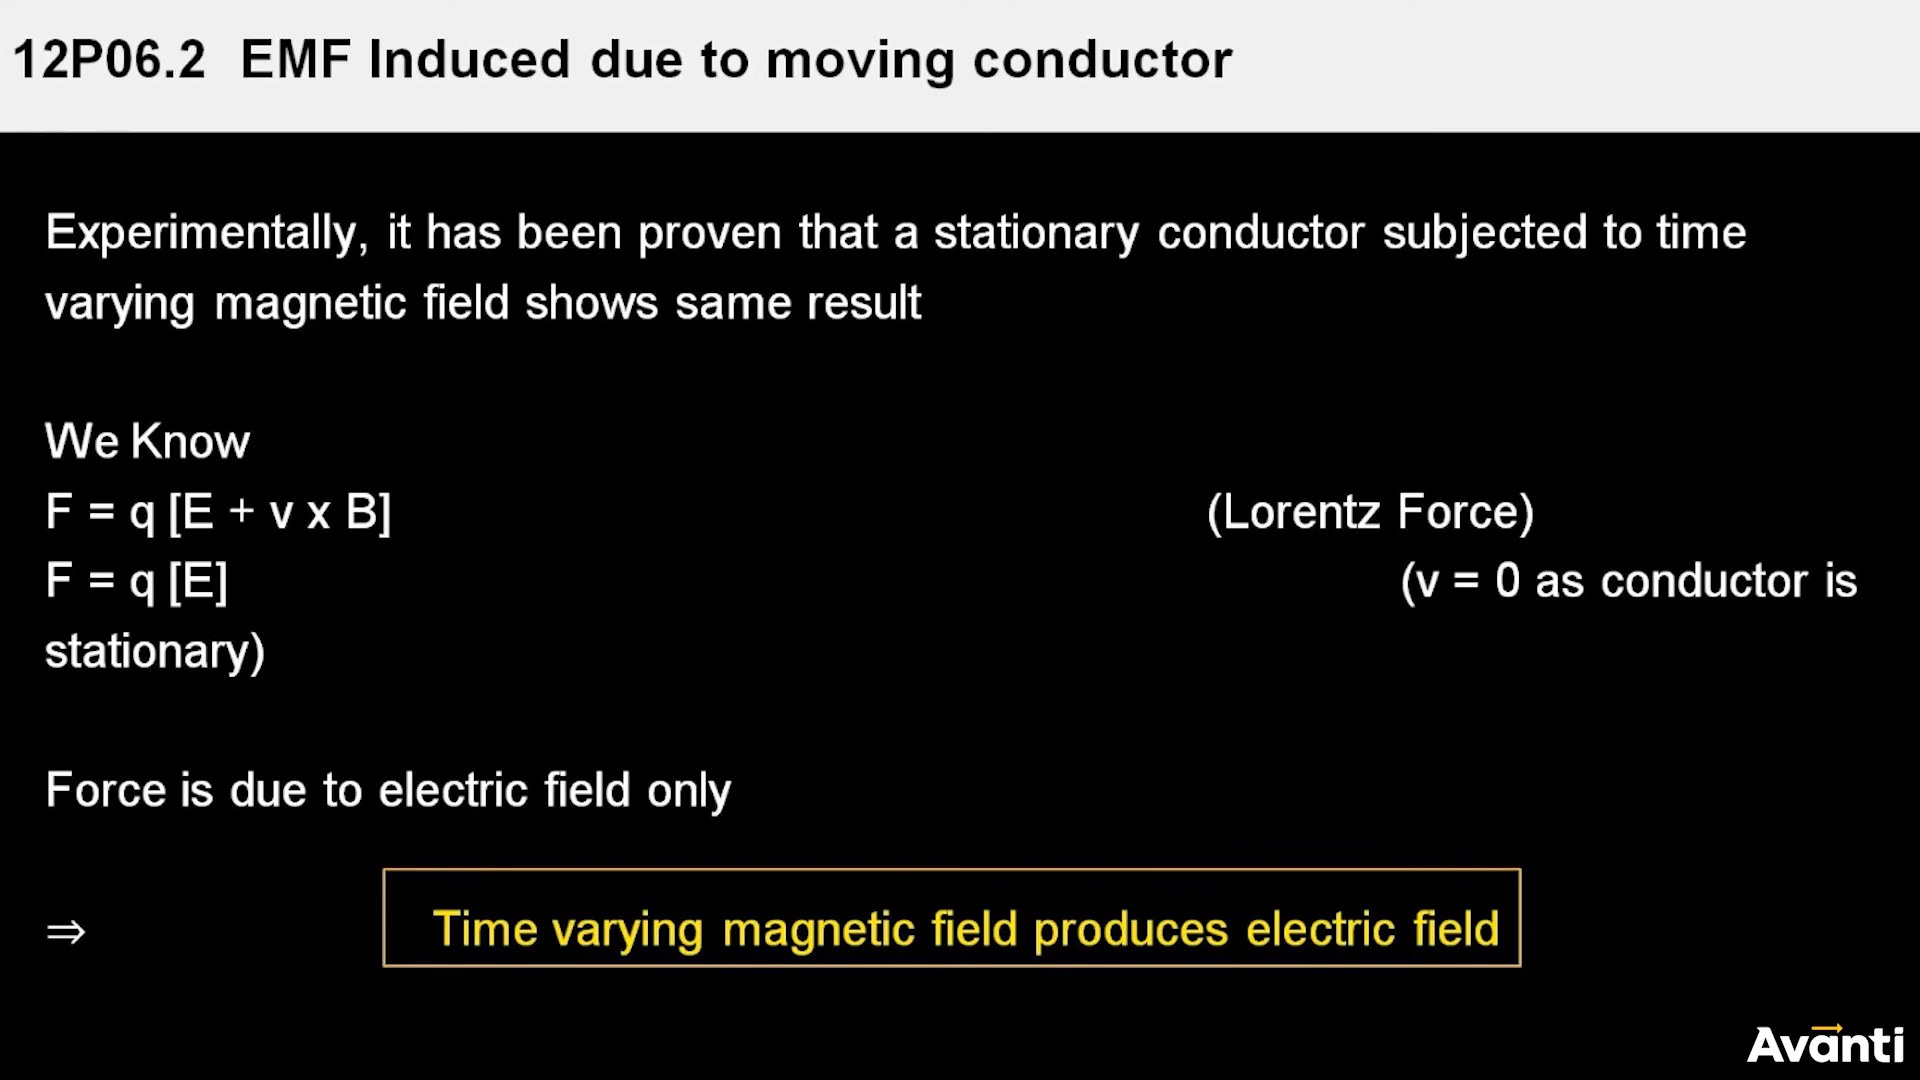 12P06.2 EMF Induced due to moving conductor
Experimentally, it has been proven that a stationary conductor subjected to time
varying magnetic field shows same result
We Know
F = q [E + v x B] (Lorentz Force)
F = q [E] (v = 0 as conductor is
stationary)
Force is due to electric field only
⇒ Time varying magnetic field produces electric field
Avanti